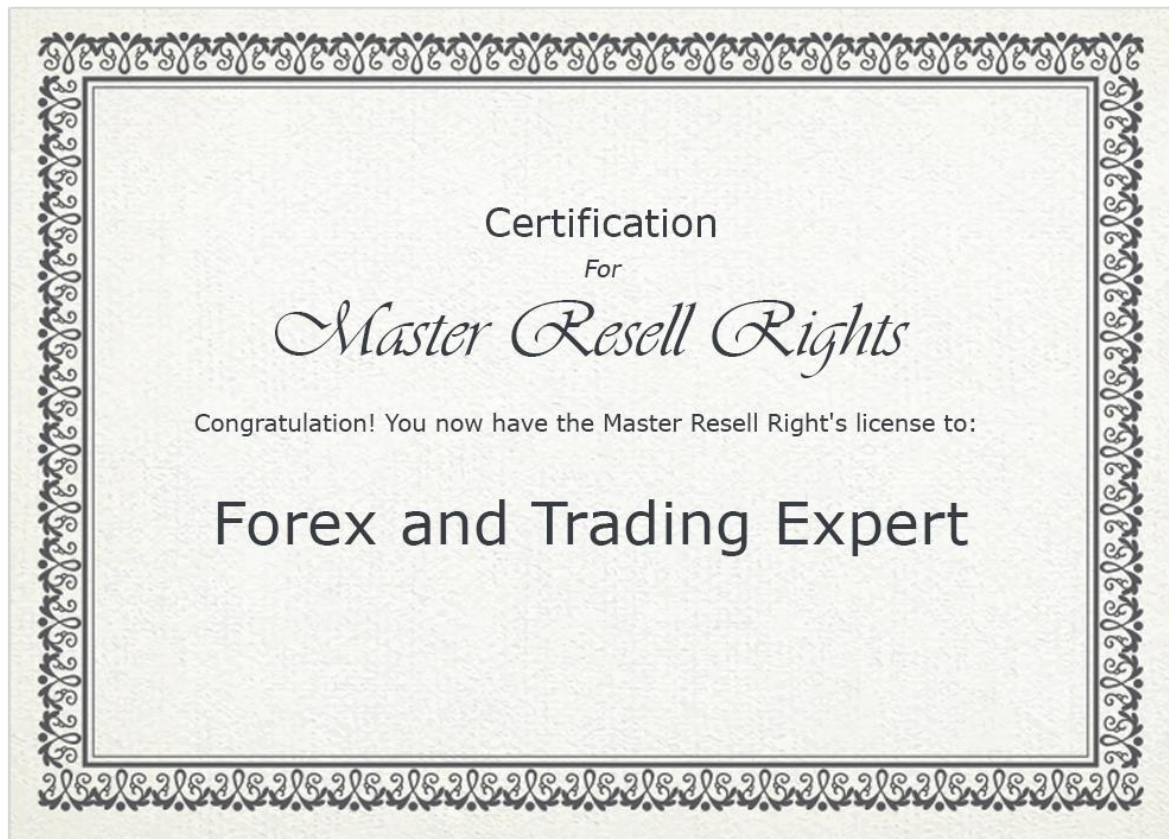 Certification
For
Master Resell Rights
Congratulation! You now have the Master Resell Right's license to:
Forex and Trading Expert